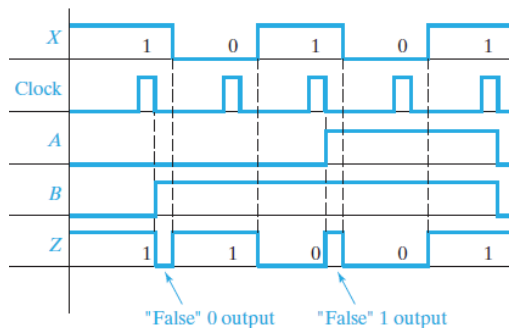 X 1 0 1 0 1
Clock
A
B
Z 1 1 0 0 1
"False" 0 output "False" 1 output